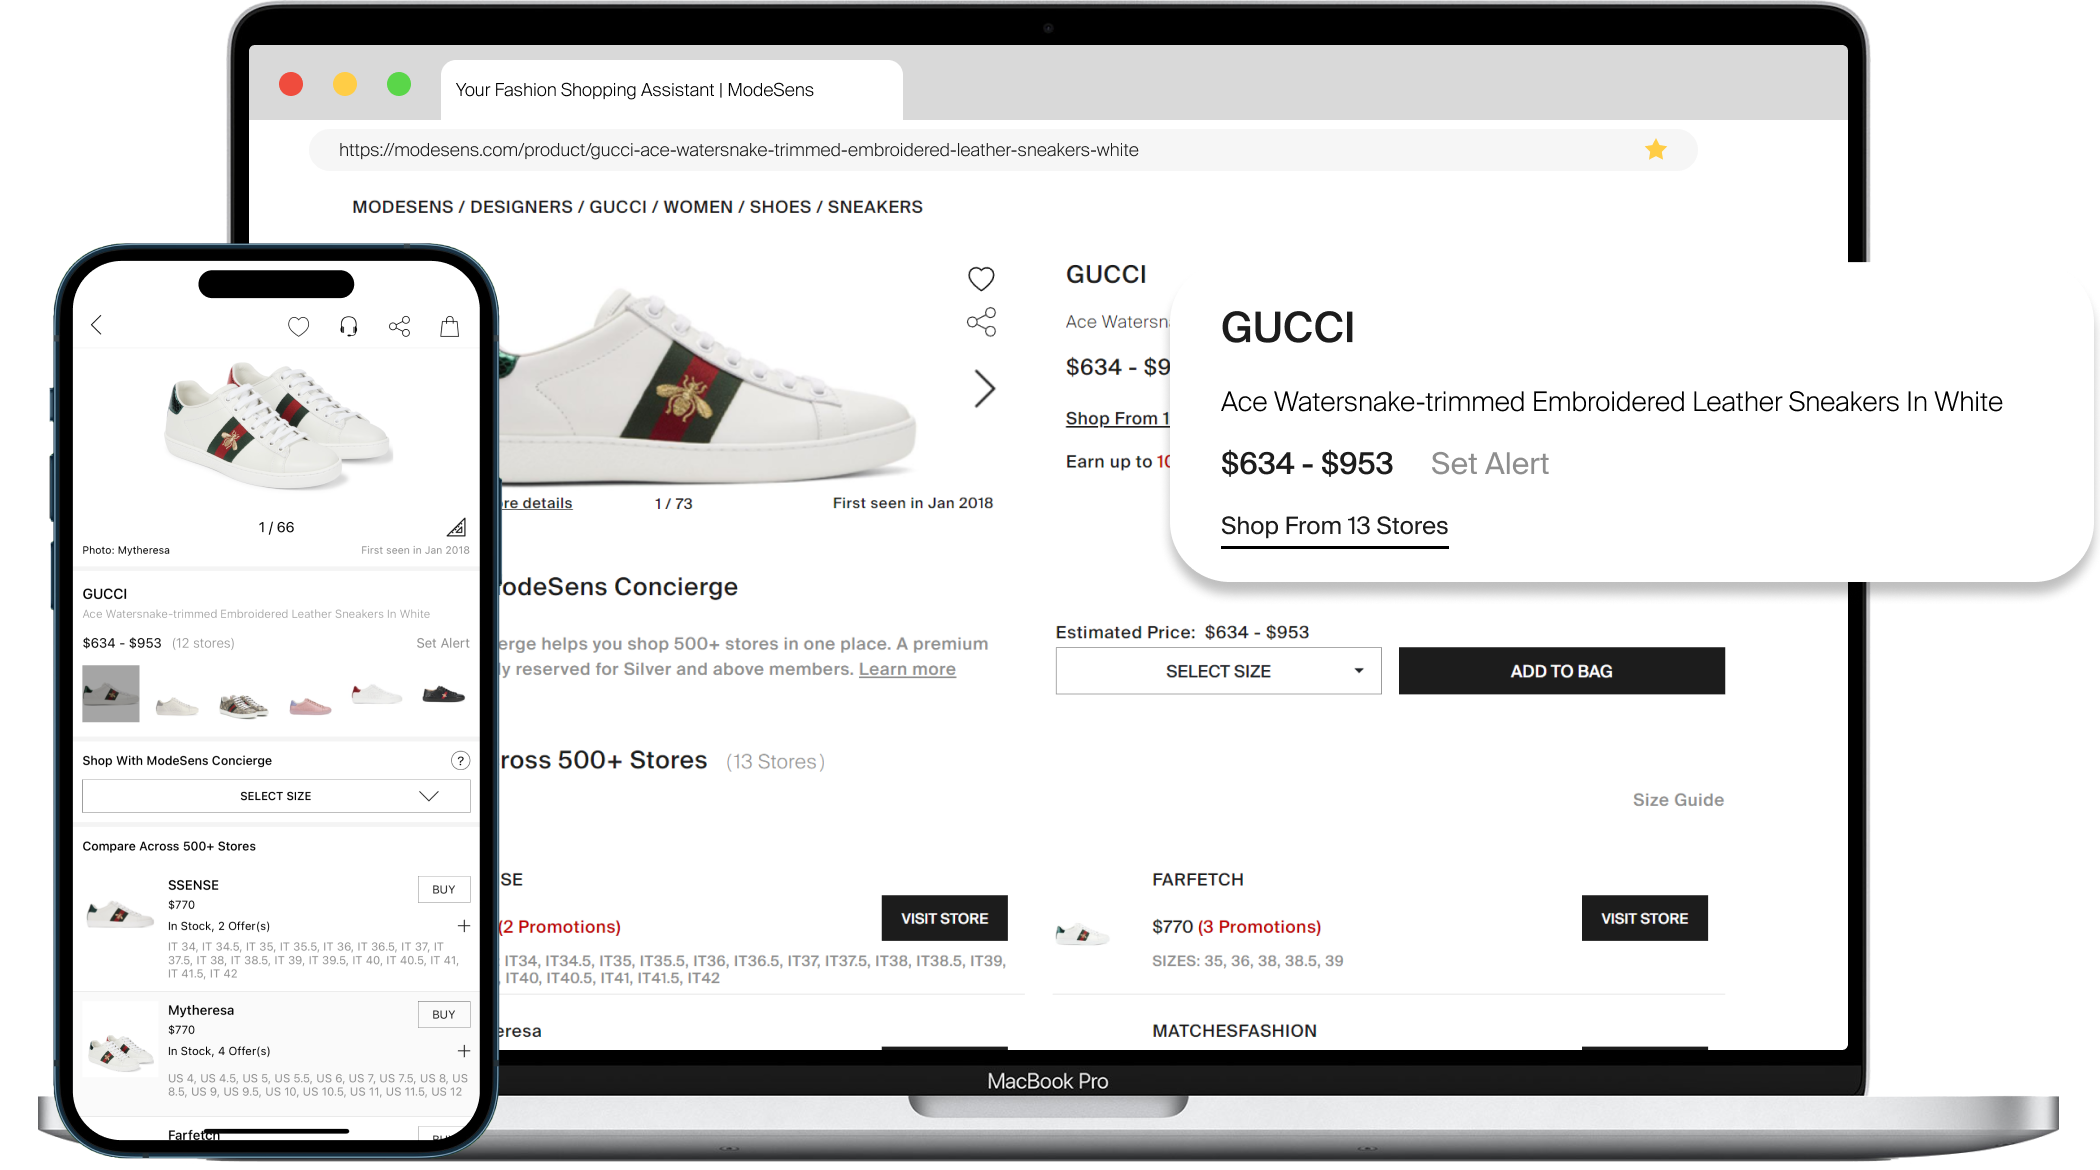 Your Fashion Shopping Assistant | ModeSens
https://modesens.com/product/gucci-ace-watersnake-trimmed-embroidered-leather-sneakers-white
MODESENS / DESIGNERS / GUCCI / WOMEN / SHOES / SNEAKERS
GUCCI
Ace Watersn
$634 - $9
Shop From 1
Earn up to 10
re details
1 / 73
First seen in Jan 2018
GUCCI
Ace Watersnake-trimmed Embroidered Leather Sneakers In White
$634 - $953 Set Alert
Shop From 13 Stores
odeSens Concierge
erge helps you shop 500+ stores in one place. A premium
ly reserved for Silver and above members. Learn more
Estimated Price: $634 - $953
SELECT SIZE
ADD TO BAG
ross 500+ Stores (13 Stores)
Size Guide
SE
(2 Promotions)
VISIT STORE
IT34, IT34.5, IT35, IT35.5, IT36, IT36.5, IT37, IT37.5, IT38, IT38.5, IT39,
, IT40, IT40.5, IT41, IT41.5, IT42
FARFETCH
$770 (3 Promotions)
VISIT STORE
SIZES: 35, 36, 38, 38.5, 39
eresa
MATCHESFASHION
MacBook Pro
1 / 66
Photo: Mytheresa
First seen in Jan 2018
GUCCI
Ace Watersnake-trimmed Embroidered Leather Sneakers In White
$634 - $953 (12 stores) Set Alert
Shop With ModeSens Concierge ?
SELECT SIZE
Compare Across 500+ Stores
SSENSE
BUY
$770
In Stock, 2 Offer(s) +
IT 34, IT 34.5, IT 35, IT 35.5, IT 36, IT 36.5, IT 37, IT
37.5, IT 38, IT 38.5, IT 39, IT 39.5, IT 40, IT 40.5, IT 41,
IT 41.5, IT 42
Mytheresa
BUY
$770
In Stock, 4 Offer(s) +
US 4, US 4.5, US 5, US 5.5, US 6, US 7, US 7.5, US 8, US
8.5, US 9, US 9.5, US 10, US 10.5, US 11, US 11.5, US 12
Farfetch
BU